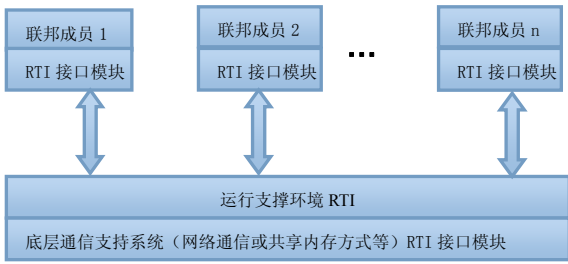 联邦成员 1
RTI 接口模块
联邦成员 2
RTI 接口模块
...
联邦成员 n
RTI 接口模块
运行支撑环境 RTI
底层通信支持系统（网络通信或共享内存方式等）RTI 接口模块